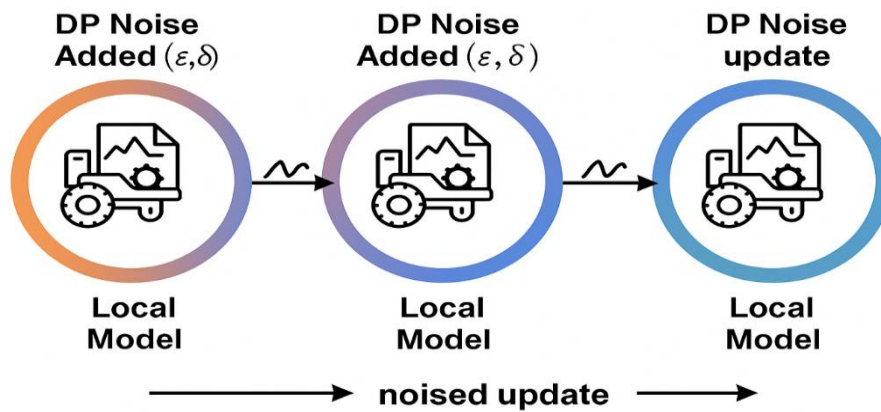 DP Noise
Added (ε,δ)
DP Noise
Added (ε, δ)
DP Noise
update
Local
Model
Local
Model
Local
Model
noised update